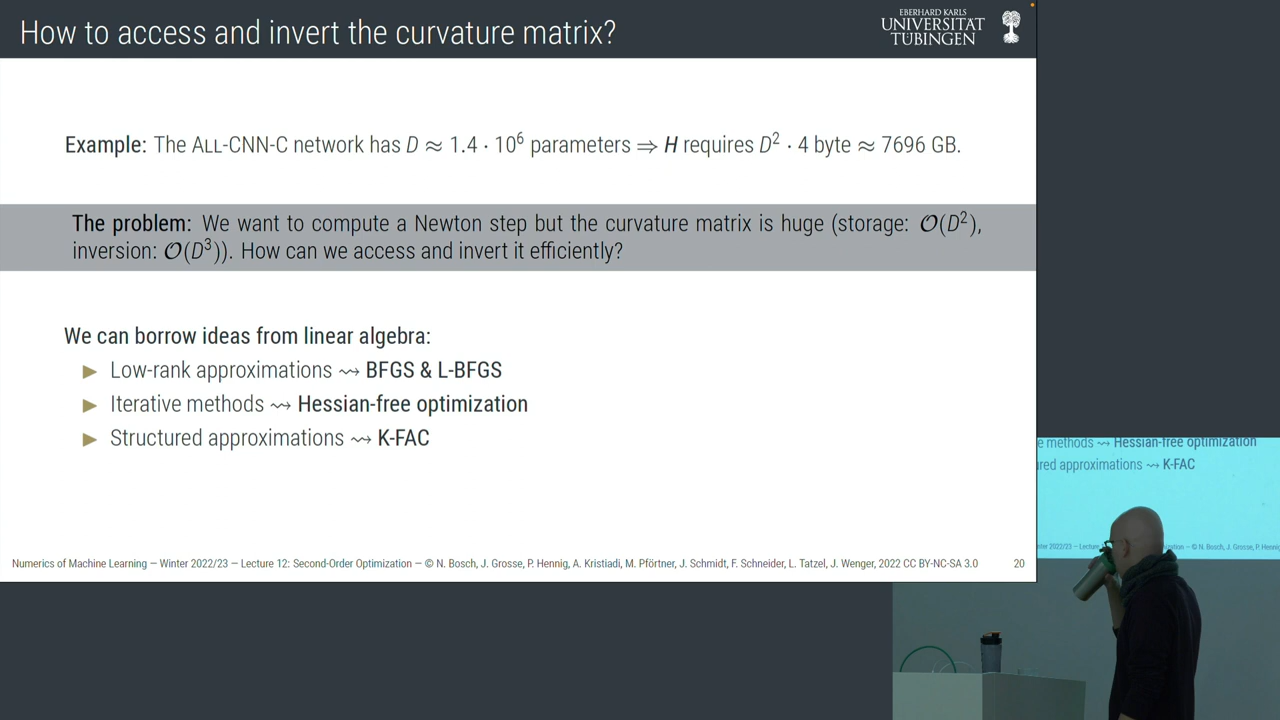 How to access and invert the curvature matrix?
EBERHARD KARLS
UNIVERSITÄT
TÜBINGEN
Example: The ALL-CNN-C network has D ≈ 1.4 · 10⁶ parameters ⇒ H requires D² · 4 byte ≈ 7696 GB.
The problem: We want to compute a Newton step but the curvature matrix is huge (storage: 𝒪(D²),
inversion: 𝒪(D³)). How can we access and invert it efficiently?
We can borrow ideas from linear algebra:
▶ Low-rank approximations ⇝ BFGS & L-BFGS
▶ Iterative methods ⇝ Hessian-free optimization
▶ Structured approximations ⇝ K-FAC
Numerics of Machine Learning — Winter 2022/23 — Lecture 12: Second-Order Optimization — © N. Bosch, J. Grosse, P. Hennig, A. Kristiadi, M. Pförtner, J. Schmidt, F. Schneider, L. Tatzel, J. Wenger, 2022 CC BY-NC-SA 3.0 20
e methods ⇝ Hessian-free optimization
ured approximations ⇝ K-FAC